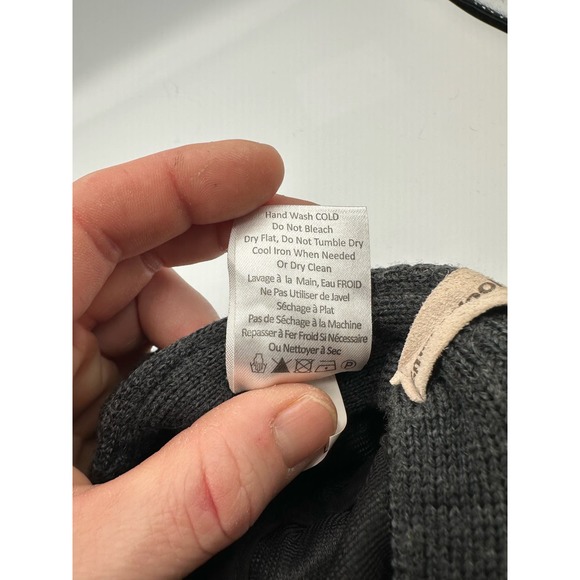 Hand Wash COLD
Do Not Bleach
Dry Flat, Do Not Tumble Dry
Cool Iron When Needed
Or Dry Clean
Lavage à la Main, Eau FROID
Ne Pas Utiliser de Javel
Séchage à Plat
Pas de Séchage à la Machine
Repasser à Fer Froid Si Nécessaire
Ou Nettoyer à Sec
P